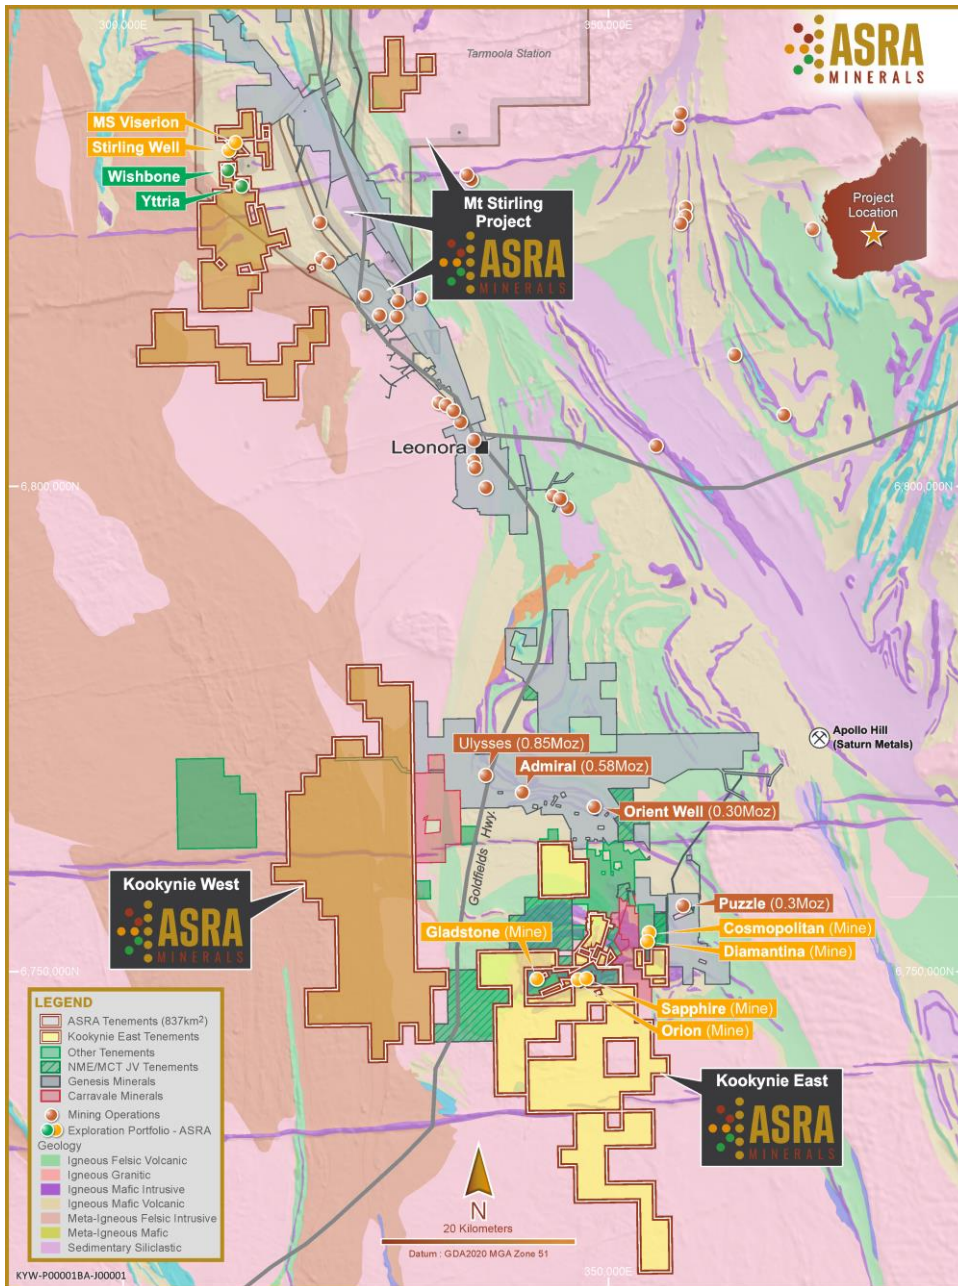 300,000E
350,000E
Tarmoola Station
ASRA
MINERALS
MS Viserion
Stirling Well
Wishbone
Yttria
Mt Stirling
Project
ASRA
MINERALS
Project
Location
Leonora
6,800,000N
6,800,000N
Apollo Hill
(Saturn Metals)
Ulysses (0.85Moz)
Admiral (0.58Moz)
Orient Well (0.30Moz)
Goldfields Hwy.
Kookynie West
ASRA
MINERALS
Puzzle (0.3Moz)
Gladstone (Mine)
Cosmopolitan (Mine)
Diamantina (Mine)
6,750,000N
6,750,000N
Sapphire (Mine)
Orion (Mine)
Kookynie East
ASRA
MINERALS
LEGEND
ASRA Tenements (837km²)
Kookynie East Tenements
Other Tenements
NME/MCT JV Tenements
Genesis Minerals
Carravale Minerals
Mining Operations
Exploration Portfolio - ASRA
Geology
Igneous Felsic Volcanic
Igneous Granitic
Igneous Mafic Intrusive
Igneous Mafic Volcanic
Meta-Igneous Felsic Intrusive
Meta-Igneous Mafic
Sedimentary Siliclastic
N
20 Kilometers
Datum : GDA2020 MGA Zone 51
KYW-P00001BA-J00001
350,000E